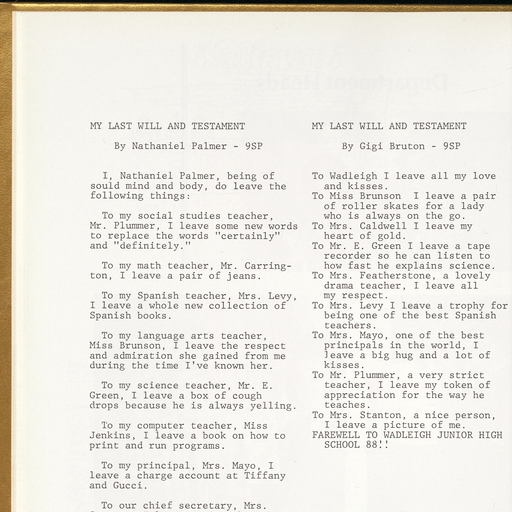 MY LAST WILL AND TESTAMENT
By Nathaniel Palmer - 9SP
I, Nathaniel Palmer, being of
sould mind and body, do leave the
following things:
To my social studies teacher,
Mr. Plummer, I leave some new words
to replace the words "certainly"
and "definitely."
To my math teacher, Mr. Carring-
ton, I leave a pair of jeans.
To my Spanish teacher, Mrs. Levy,
I leave a whole new collection of
Spanish books.
To my language arts teacher,
Miss Brunson, I leave the respect
and admiration she gained from me
during the time I've known her.
To my science teacher, Mr. E.
Green, I leave a box of cough
drops because he is always yelling.
To my computer teacher, Miss
Jenkins, I leave a book on how to
print and run programs.
To my principal, Mrs. Mayo, I
leave a charge account at Tiffany
and Gucci.
To our chief secretary, Mrs.
MY LAST WILL AND TESTAMENT
By Gigi Bruton - 9SP
To Wadleigh I leave all my love
and kisses.
To Miss Brunson I leave a pair
of roller skates for a lady
who is always on the go.
To Mrs. Caldwell I leave my
heart of gold.
To Mr. E. Green I leave a tape
recorder so he can listen to
how fast he explains science.
To Mrs. Featherstone, a lovely
drama teacher, I leave all
my respect.
To Mrs. Levy I leave a trophy for
being one of the best Spanish
teachers.
To Mrs. Mayo, one of the best
principals in the world, I
leave a big hug and a lot of
kisses.
To Mr. Plummer, a very strict
teacher, I leave my token of
appreciation for the way he
teaches.
To Mrs. Stanton, a nice person,
I leave a picture of me.
FAREWELL TO WADLEIGH JUNIOR HIGH
SCHOOL 88!!